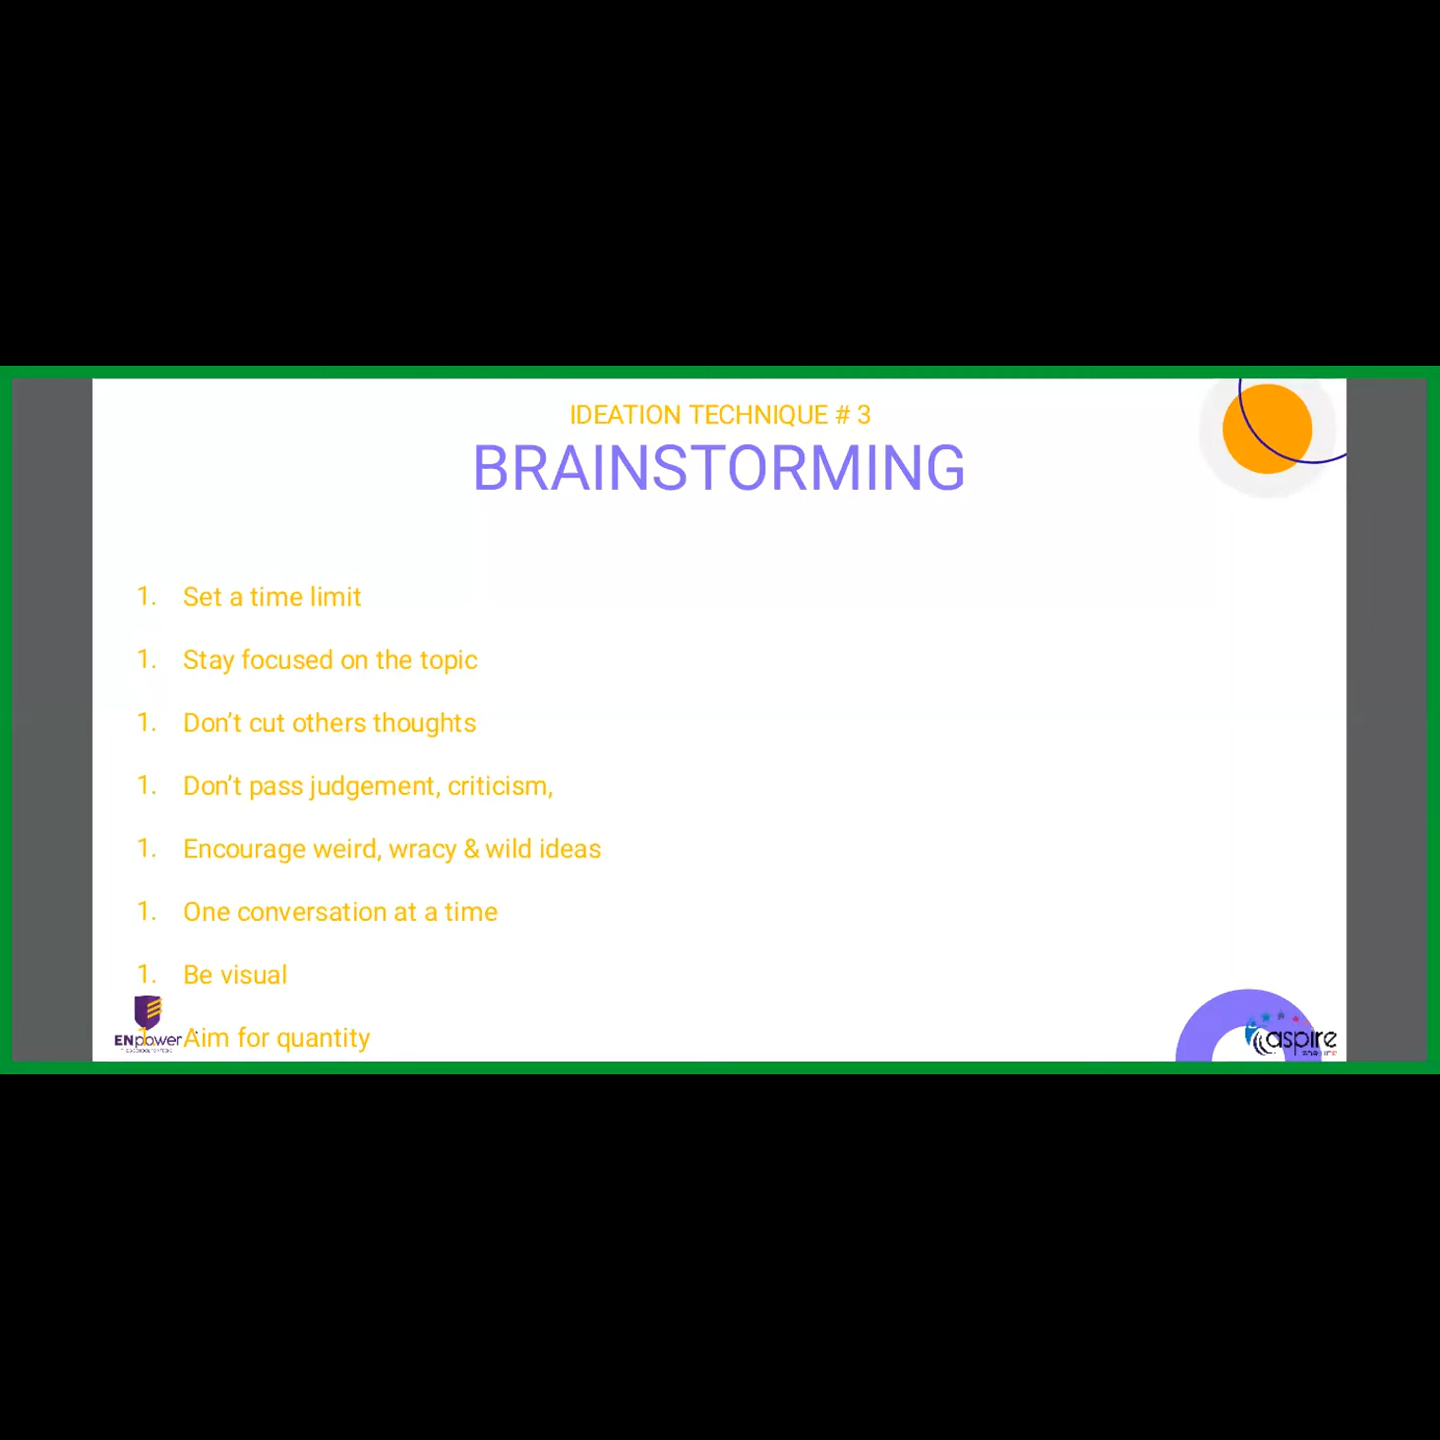 IDEATION TECHNIQUE # 3
BRAINSTORMING
1. Set a time limit
1. Stay focused on the topic
1. Don’t cut others thoughts
1. Don’t pass judgement, criticism,
1. Encourage weird, wracy & wild ideas
1. One conversation at a time
1. Be visual
1. Aim for quantity
ENpower
aspire